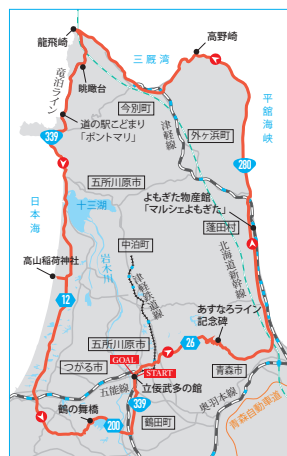 龍飛崎
高野崎
三厩湾
眺瞰台
竜泊ライン
平舘海峡
今別町
道の駅こどまり
「ポントマリ」
津軽線
外ヶ浜町
339
280
五所川原市
よもぎた物産館
「マルシェよもぎた」
日本海
十三湖
蓬田村
中泊町
岩木川
北海道新幹線
高山稲荷神社
津軽鉄道線
12
あすなろライン
記念碑
五所川原市
26
GOAL
つがる市
START
青森市
五能線
立佞武多の館
鶴の舞橋
339
奥羽本線
200
鶴田町
青森自動車道